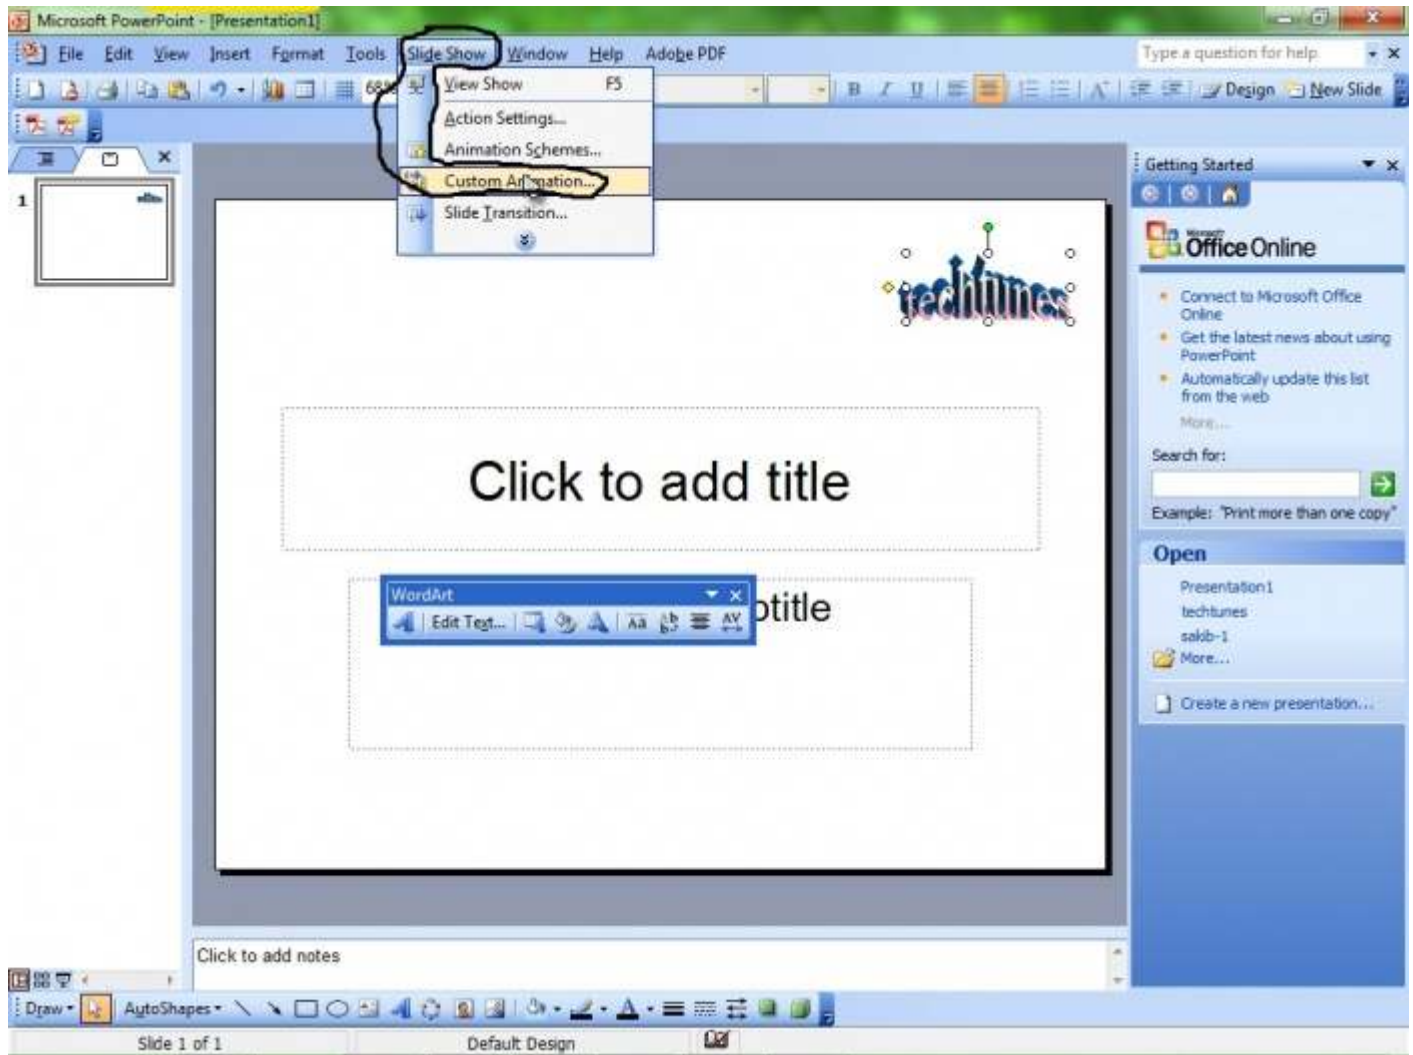 Microsoft PowerPoint - [Presentation1]
File Edit View Insert Format Tools Slide Show Window Help Adobe PDF Type a question for help
68% B I U Design New Slide
View Show F5
Action Settings...
Animation Schemes...
Custom Animation...
Slide Transition...
1
techtunes
Click to add title
WordArt
Edit Text...
btitle
Getting Started
Microsoft
Office Online
Connect to Microsoft Office
Online
Get the latest news about using
PowerPoint
Automatically update this list
from the web
More...
Search for:
Example: "Print more than one copy"
Open
Presentation1
techtunes
sakib-1
More...
Create a new presentation...
Click to add notes
Draw AutoShapes
Slide 1 of 1 Default Design